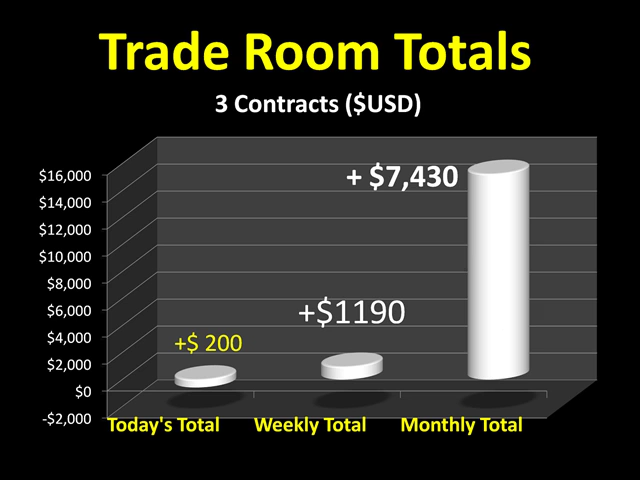 Trade Room Totals
3 Contracts ($USD)
$16,000
$14,000
$12,000
$10,000
$8,000
$6,000
$4,000
$2,000
$0
-$2,000
+$ 200
+$1190
+ $7,430
Today's Total
Weekly Total
Monthly Total